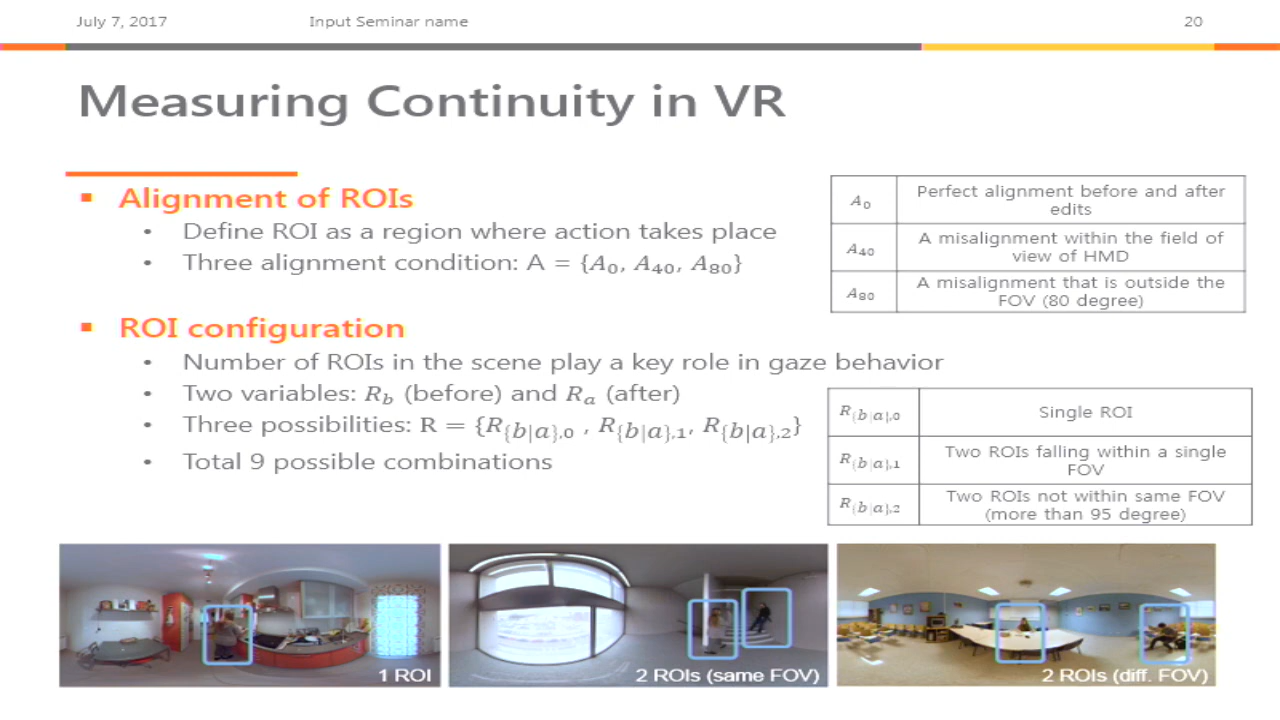 July 7, 2017
Input Seminar name
20
Measuring Continuity in VR
▪ Alignment of ROIs
• Define ROI as a region where action takes place
• Three alignment condition: A = {A₀, A₄₀, A₈₀}
A₀
Perfect alignment before and after
edits
A₄₀
A misalignment within the field of
view of HMD
A₈₀
A misalignment that is outside the
FOV (80 degree)
▪ ROI configuration
• Number of ROIs in the scene play a key role in gaze behavior
• Two variables: R_b (before) and R_a (after)
• Three possibilities: R = {R_{b|a},0 , R_{b|a},1, R_{b|a},2}
• Total 9 possible combinations
R_{b|a},0
Single ROI
R_{b|a},1
Two ROIs falling within a single
FOV
R_{b|a},2
Two ROIs not within same FOV
(more than 95 degree)
1 ROI
2 ROIs (same FOV)
2 ROIs (diff. FOV)